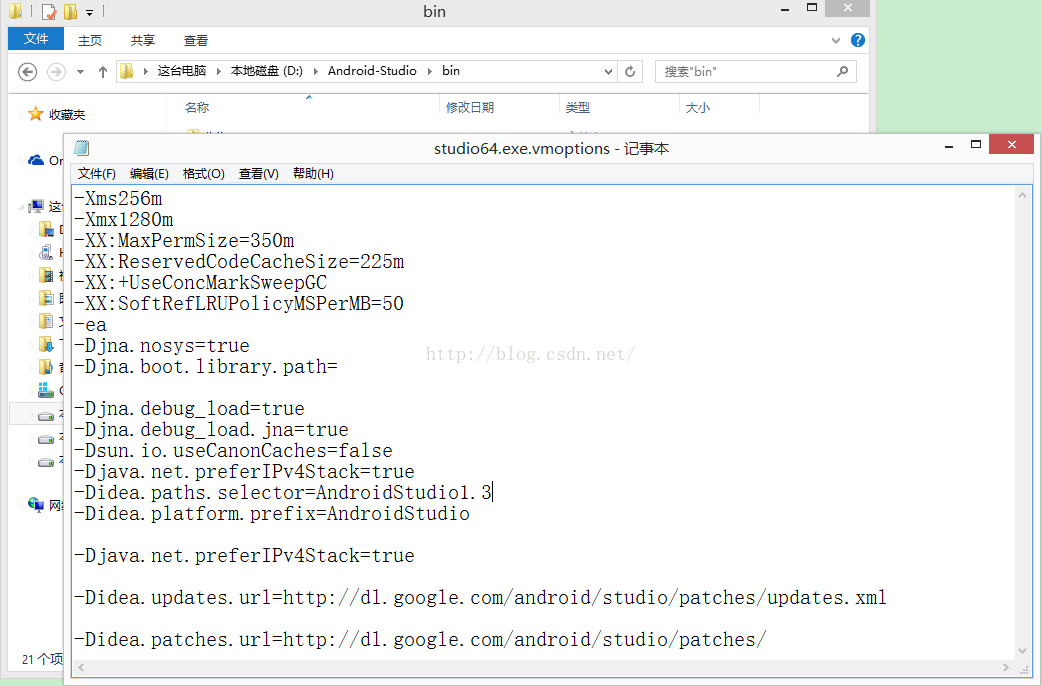 bin
文件 主页 共享 查看
这台电脑 本地磁盘 (D:) Android-Studio bin 搜索"bin"
收藏夹 名称 修改日期 类型 大小
studio64.exe.vmoptions - 记事本
文件(F) 编辑(E) 格式(O) 查看(V) 帮助(H)
-Xms256m
-Xmx1280m
-XX:MaxPermSize=350m
-XX:ReservedCodeCacheSize=225m
-XX:+UseConcMarkSweepGC
-XX:SoftRefLRUPolicyMSPerMB=50
-ea
-Djna.nosys=true
http://blog.csdn.net/
-Djna.boot.library.path=
-Djna.debug_load=true
-Djna.debug_load.jna=true
-Dsun.io.useCanonCaches=false
-Djava.net.preferIPv4Stack=true
-Didea.paths.selector=AndroidStudio1.3
-Didea.platform.prefix=AndroidStudio
-Djava.net.preferIPv4Stack=true
-Didea.updates.url=http://dl.google.com/android/studio/patches/updates.xml
-Didea.patches.url=http://dl.google.com/android/studio/patches/
21 个项